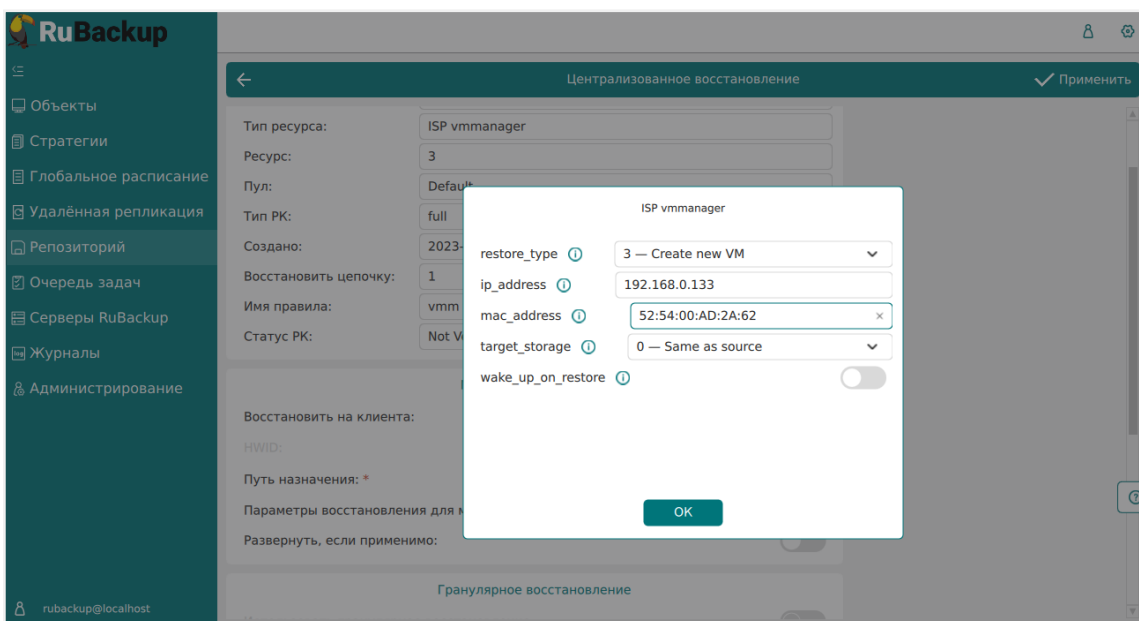 RuBackup
Централизованное восстановление
Применить
Объекты
Стратегии
Глобальное расписание
Удалённая репликация
Репозиторий
Очередь задач
Серверы RuBackup
Журналы
Администрирование
rubackup@localhost
Тип ресурса: ISP vmmanager
Ресурс: 3
Пул: Default
Тип РК: full
Создано: 2023-
Восстановить цепочку: 1
Имя правила: vmm
Статус РК: Not V
Восстановить на клиента:
HWID:
Путь назначения: *
Параметры восстановления для м
Развернуть, если применимо:
Гранулярное восстановление
ISP vmmanager
restore_type 3 — Create new VM
ip_address 192.168.0.133
mac_address 52:54:00:AD:2A:62 ×
target_storage 0 — Same as source
wake_up_on_restore
OK